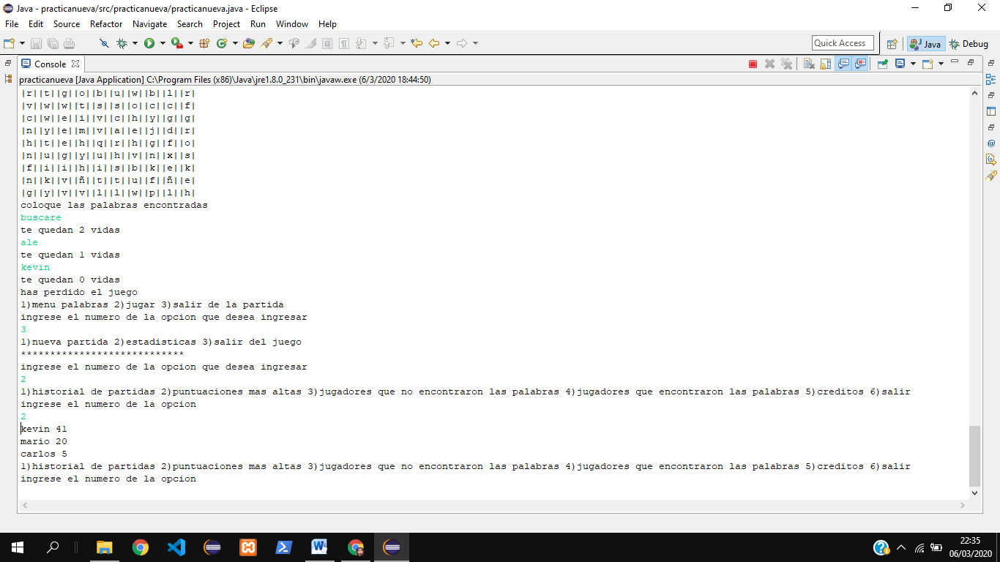 Java - practicanueva/src/practicanueva/practicanueva.java - Eclipse
File Edit Source Refactor Navigate Search Project Run Window Help
Quick Access Java Debug
Console
practicanueva [Java Application] C:\Program Files (x86)\Java\jre1.8.0_231\bin\javaw.exe (6/3/2020 18:44:50)
|r||t||g||o||b||u||w||b||l||r|
|v||w||w||t||s||s||o||c||c||f|
|c||w||e||i||v||c||h||y||g||g|
|n||y||e||m||v||a||e||j||d||r|
|h||t||e||h||q||r||h||g||f||o|
|n||u||g||y||u||h||v||n||x||s|
|f||i||i||h||i||s||b||k||e||k|
|n||k||v||ñ||t||t||u||f||ñ||e|
|g||y||v||v||l||l||w||p||l||h|
coloque las palabras encontradas
buscare
te quedan 2 vidas
ale
te quedan 1 vidas
kevin
te quedan 0 vidas
has perdido el juego
1)menu palabras 2)jugar 3)salir de la partida
ingrese el numero de la opcion que desea ingresar
3
1)nueva partida 2)estadisticas 3)salir del juego
****************************
ingrese el numero de la opcion que desea ingresar
2
1)historial de partidas 2)puntuaciones mas altas 3)jugadores que no encontraron las palabras 4)jugadores que encontraron las palabras 5)creditos 6)salir
ingrese el numero de la opcion
2
kevin 41
mario 20
carlos 5
1)historial de partidas 2)puntuaciones mas altas 3)jugadores que no encontraron las palabras 4)jugadores que encontraron las palabras 5)creditos 6)salir
ingrese el numero de la opcion
22:35
06/03/2020